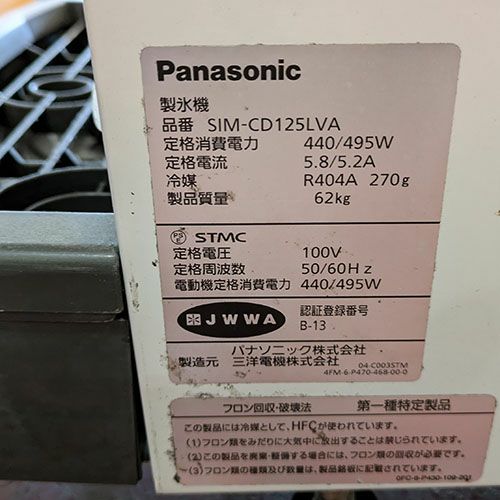 Panasonic
製氷機
品番 SIM-CD125LVA
定格消費電力 440/495W
定格電流 5.8/5.2A
冷媒 R404A 270g
製品質量 62kg
PSE STMC
定格電圧 100V
定格周波数 50/60Hz
電動機定格消費電力 440/495W
JWWA 認証登録番号
B-13
パナソニック株式会社
製造元 三洋電機株式会社 04-C003STM
4FM-6-P470-468-00-0
フロン回収・破壊法 第一種特定製品
この製品には冷媒として、HFCが使われています。
(1)フロン類をみだりに大気中に放出することは禁じられています。
(2)この製品を廃棄・整備する場合には、フロン類の回収が必要です。
(3)フロン類の種類及び数量は、製品銘板に記載されています。